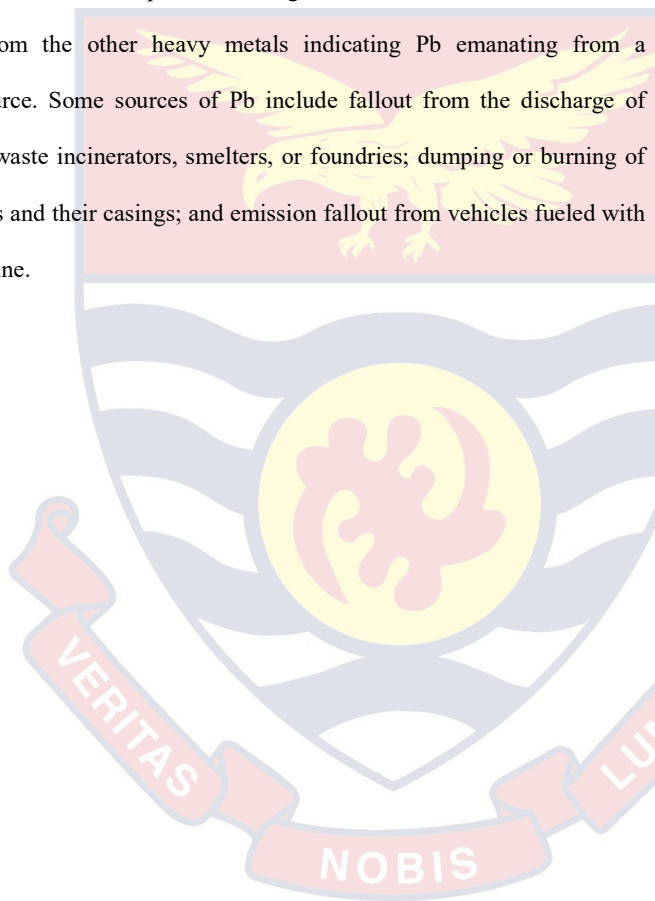 om the other heavy metals indicating Pb emanating from a
urce. Some sources of Pb include fallout from the discharge of
waste incinerators, smelters, or foundries; dumping or burning of
s and their casings; and emission fallout from vehicles fueled with
ne.
VERITAS
NOBIS
LUM